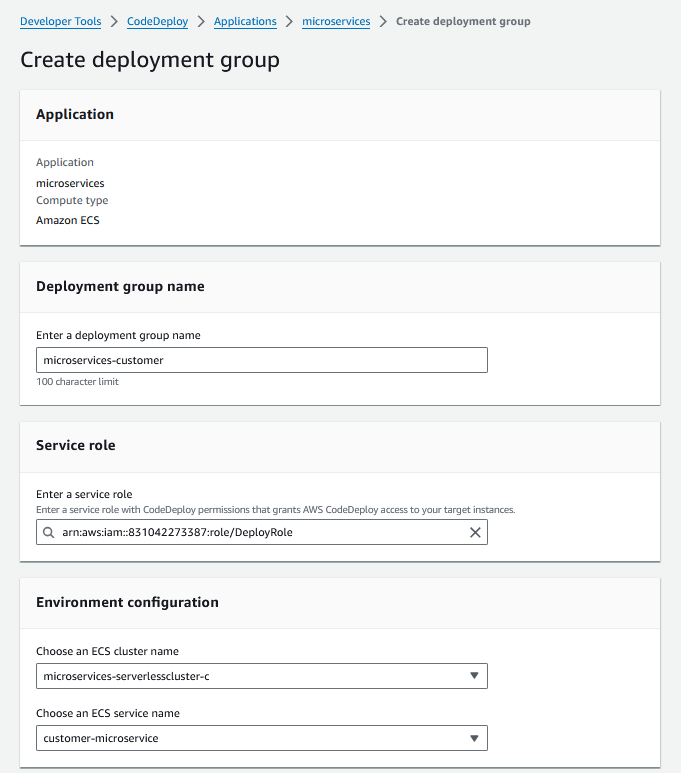 Developer Tools > CodeDeploy > Applications > microservices > Create deployment group
Create deployment group
Application
Application
microservices
Compute type
Amazon ECS
Deployment group name
Enter a deployment group name
microservices-customer
100 character limit
Service role
Enter a service role
Enter a service role with CodeDeploy permissions that grants AWS CodeDeploy access to your target instances.
arn:aws:iam::831042273387:role/DeployRole
Environment configuration
Choose an ECS cluster name
microservices-serverlesscluster-c
Choose an ECS service name
customer-microservice